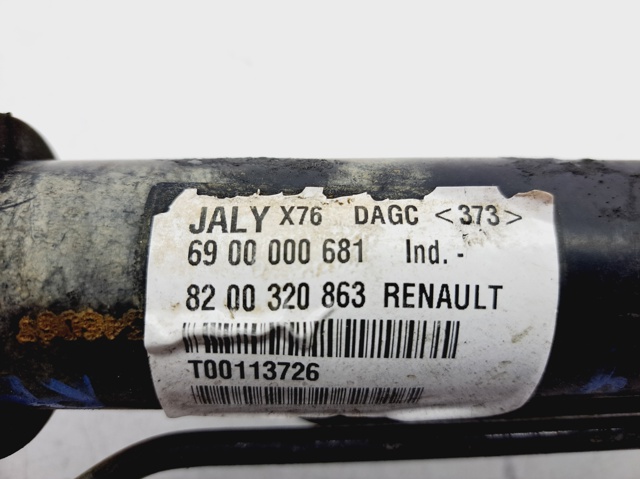 JALY X76 DAGC <373>
69 00 000 681 Ind. -
82 00 320 863 RENAULT
T00113726